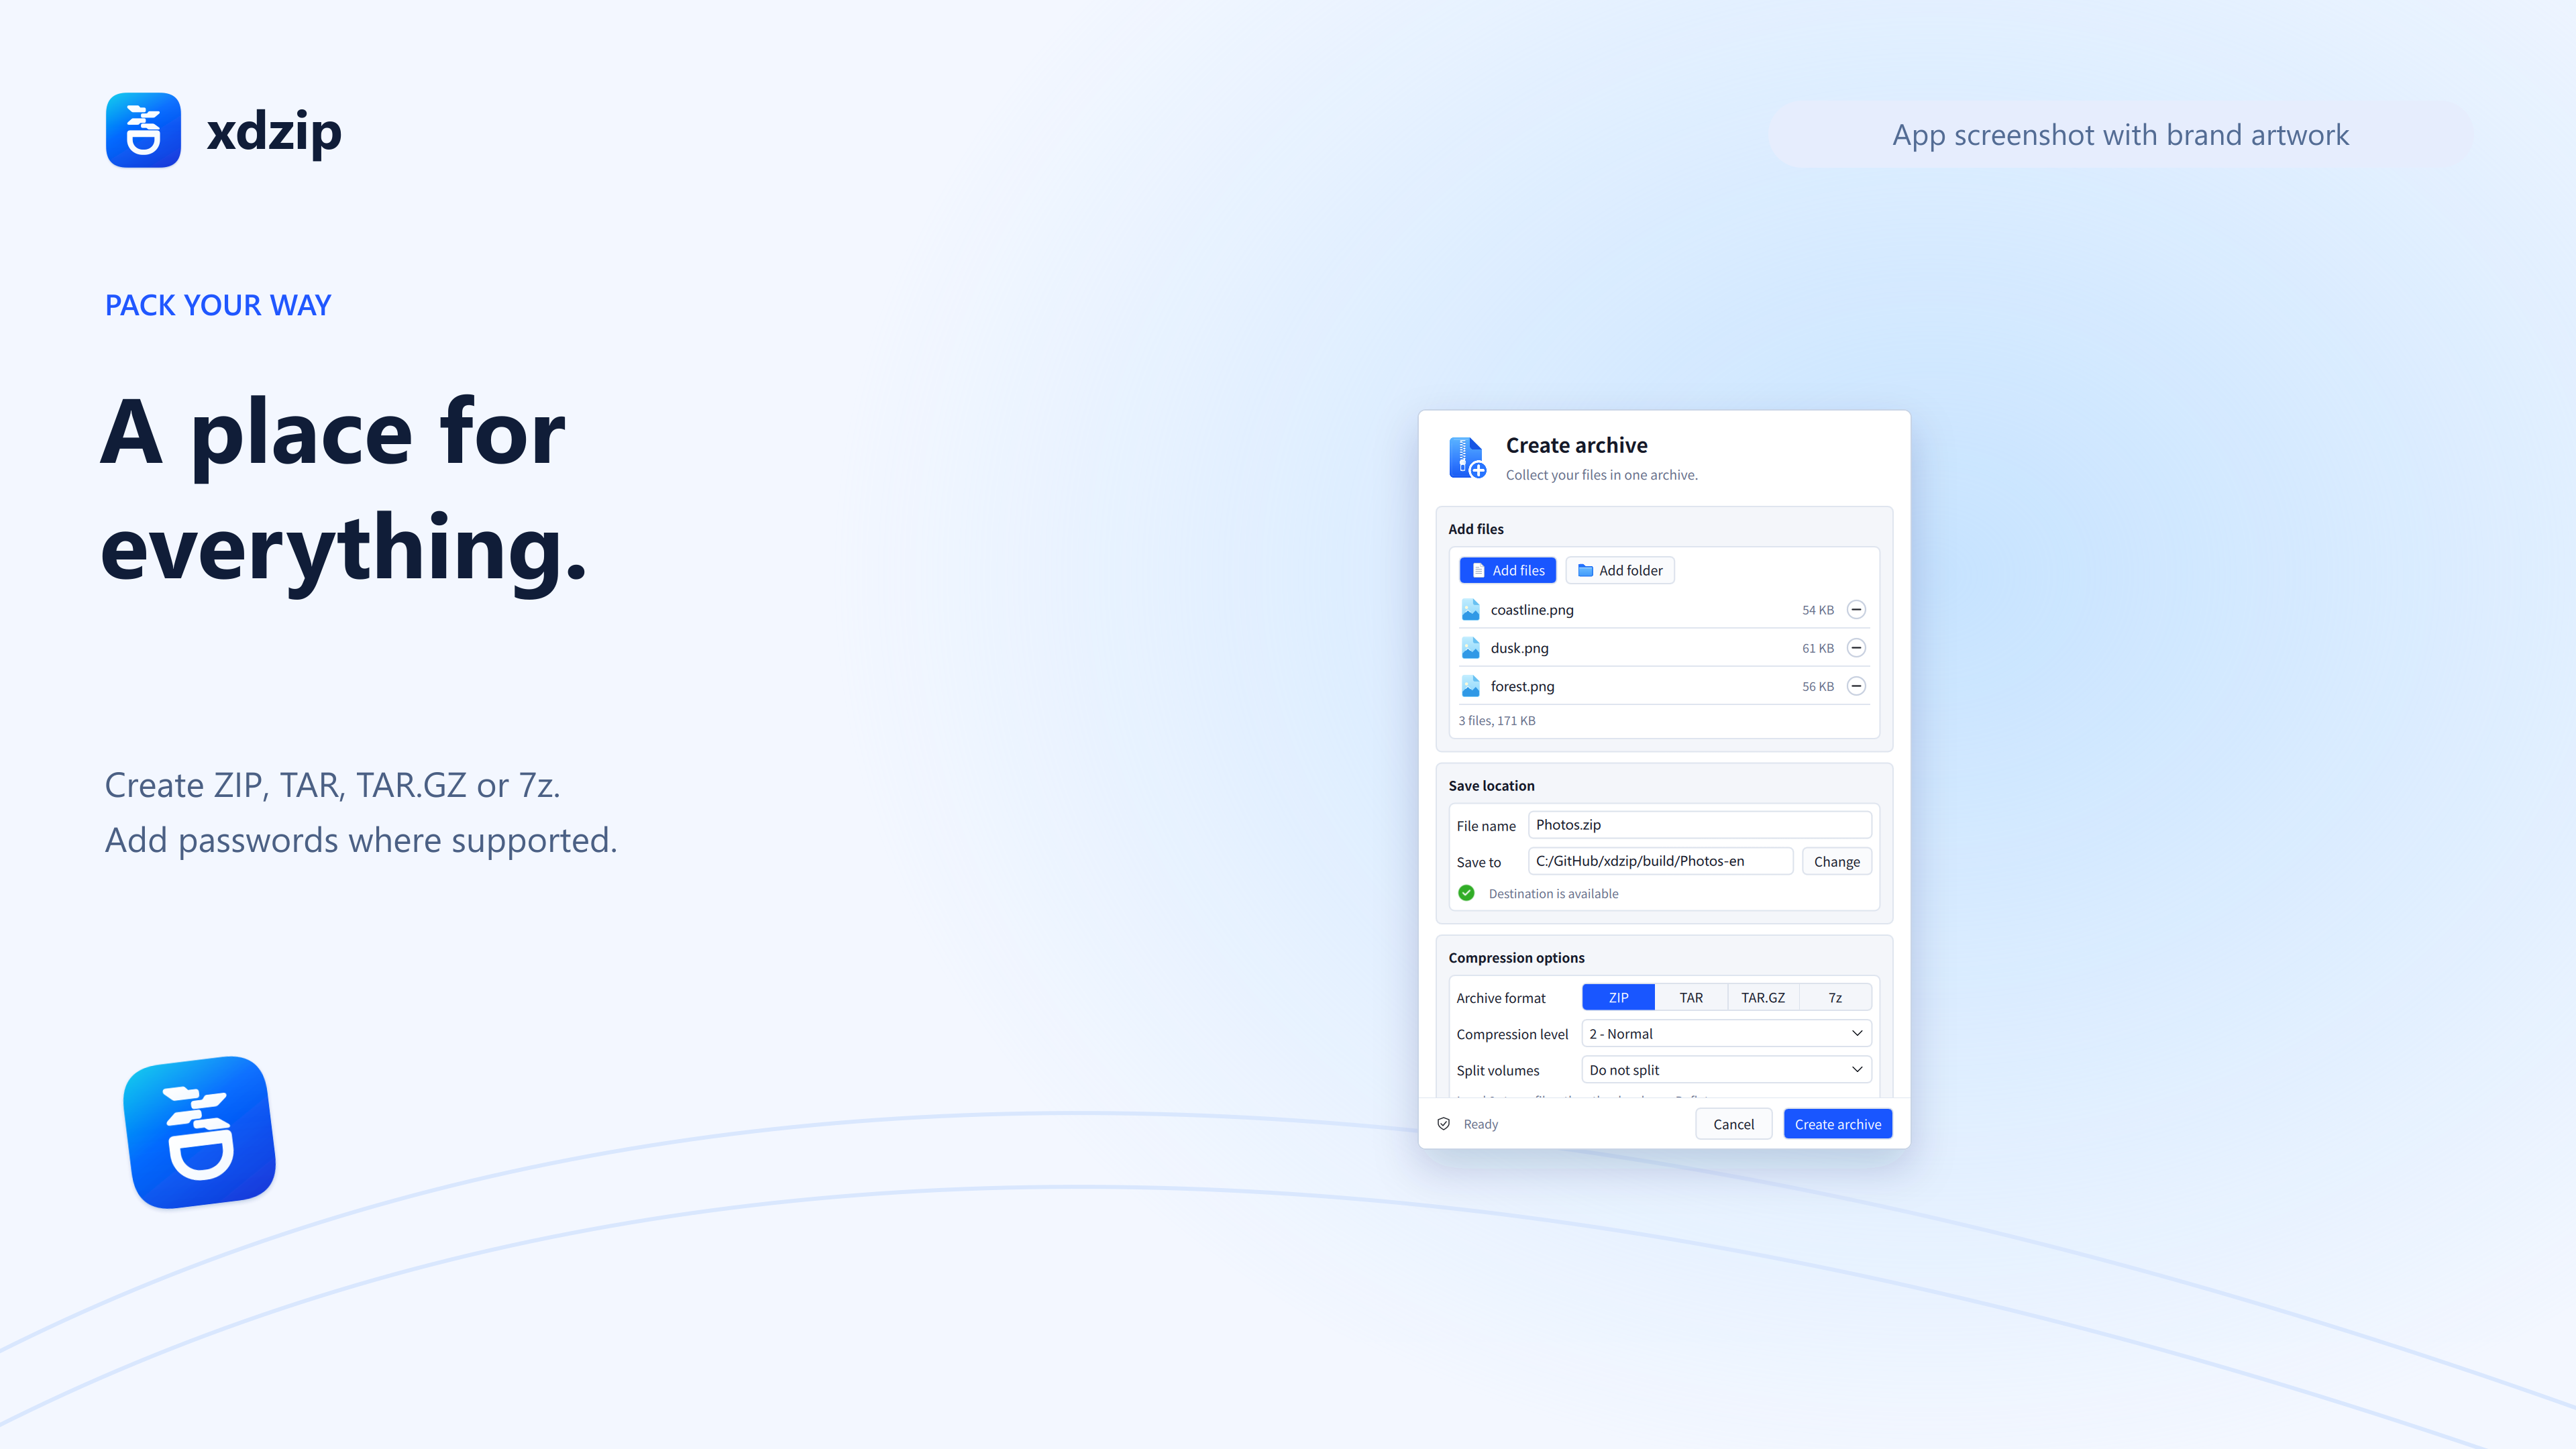 xdzip
App screenshot with brand artwork
PACK YOUR WAY
A place for
everything.
Create ZIP, TAR, TAR.GZ or 7z.
Add passwords where supported.
Create archive
Collect your files in one archive.
Add files
Add files
Add folder
coastline.png
54 KB
dusk.png
61 KB
forest.png
56 KB
3 files, 171 KB
Save location
File name
Photos.zip
Save to
C:/GitHub/xdzip/build/Photos-en
Change
Destination is available
Compression options
Archive format
ZIP
TAR
TAR.GZ
7z
Compression level
2 - Normal
Split volumes
Do not split
Ready
Cancel
Create archive